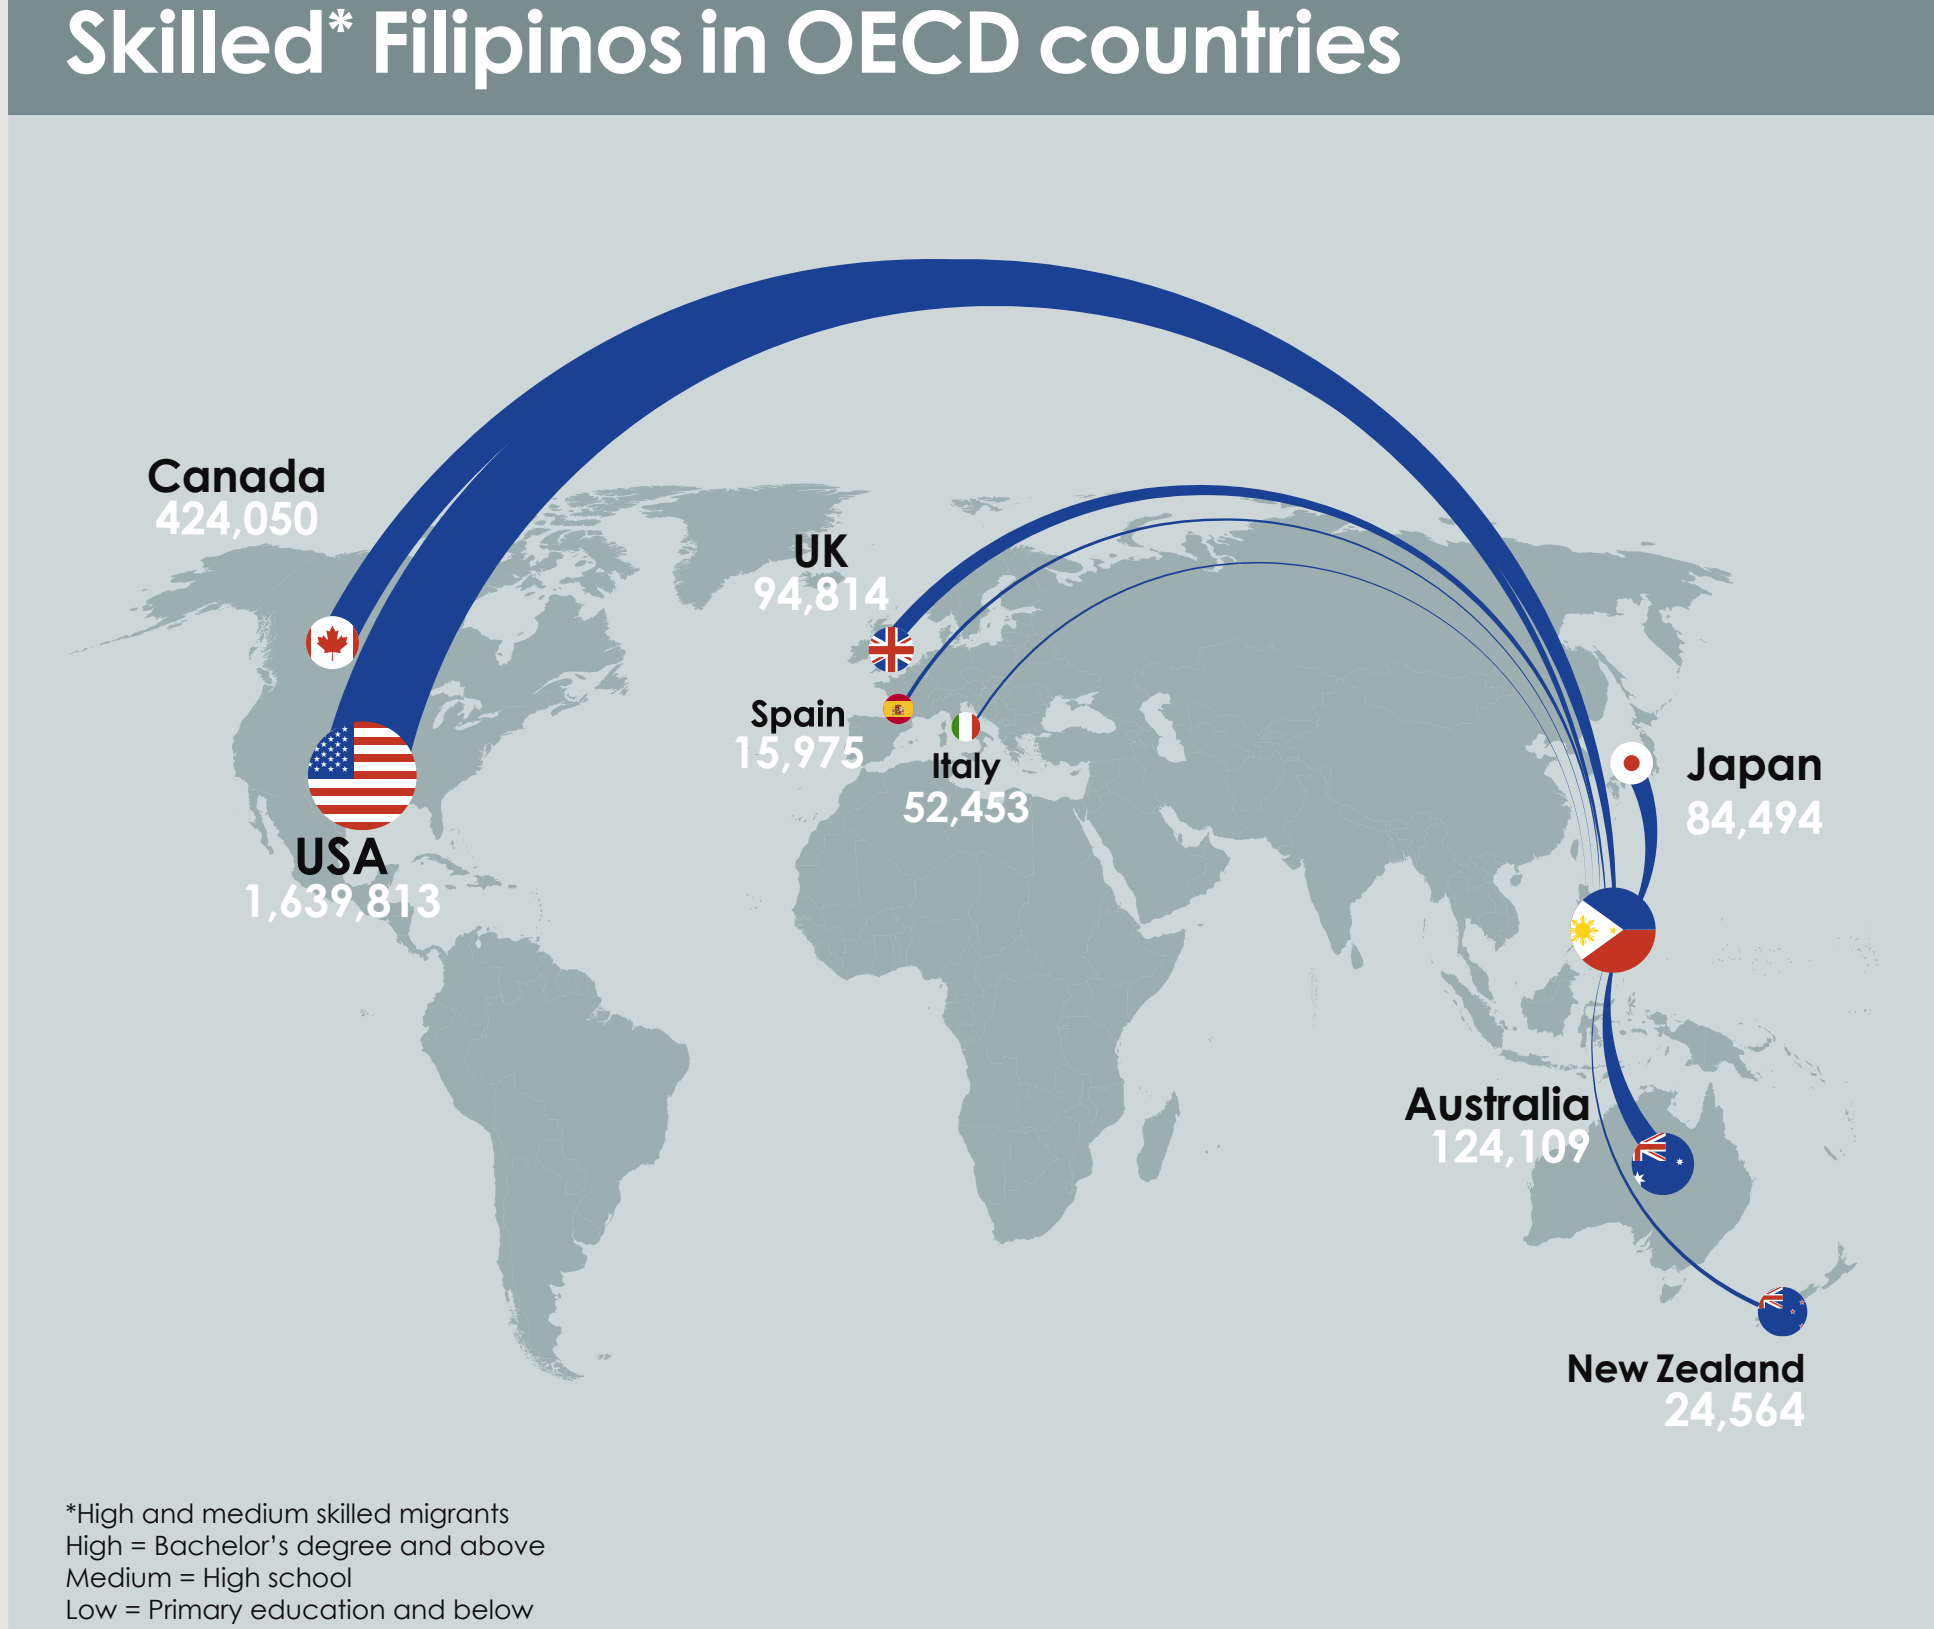 Skilled* Filipinos in OECD countries
Canada
424,050
UK
94,814
Spain
15,975
Italy
52,453
Japan
84,494
USA
1,639,813
Australia
124,109
New Zealand
24,564
*High and medium skilled migrants
High = Bachelor's degree and above
Medium = High school
Low = Primary education and below